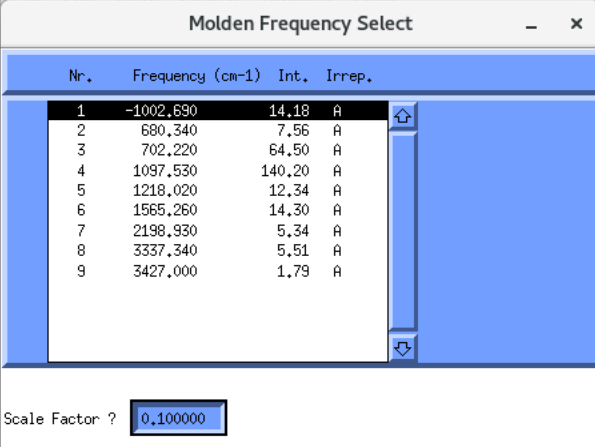 Molden Frequency Select
Nr. Frequency (cm-1) Int. Irrep.
1 -1002.690 14.18 A
2 680.340 7.56 A
3 702.220 64.50 A
4 1097.530 140.20 A
5 1218.020 12.34 A
6 1565.260 14.30 A
7 2198.930 5.34 A
8 3337.340 5.51 A
9 3427.000 1.79 A
Scale Factor ? 0.100000